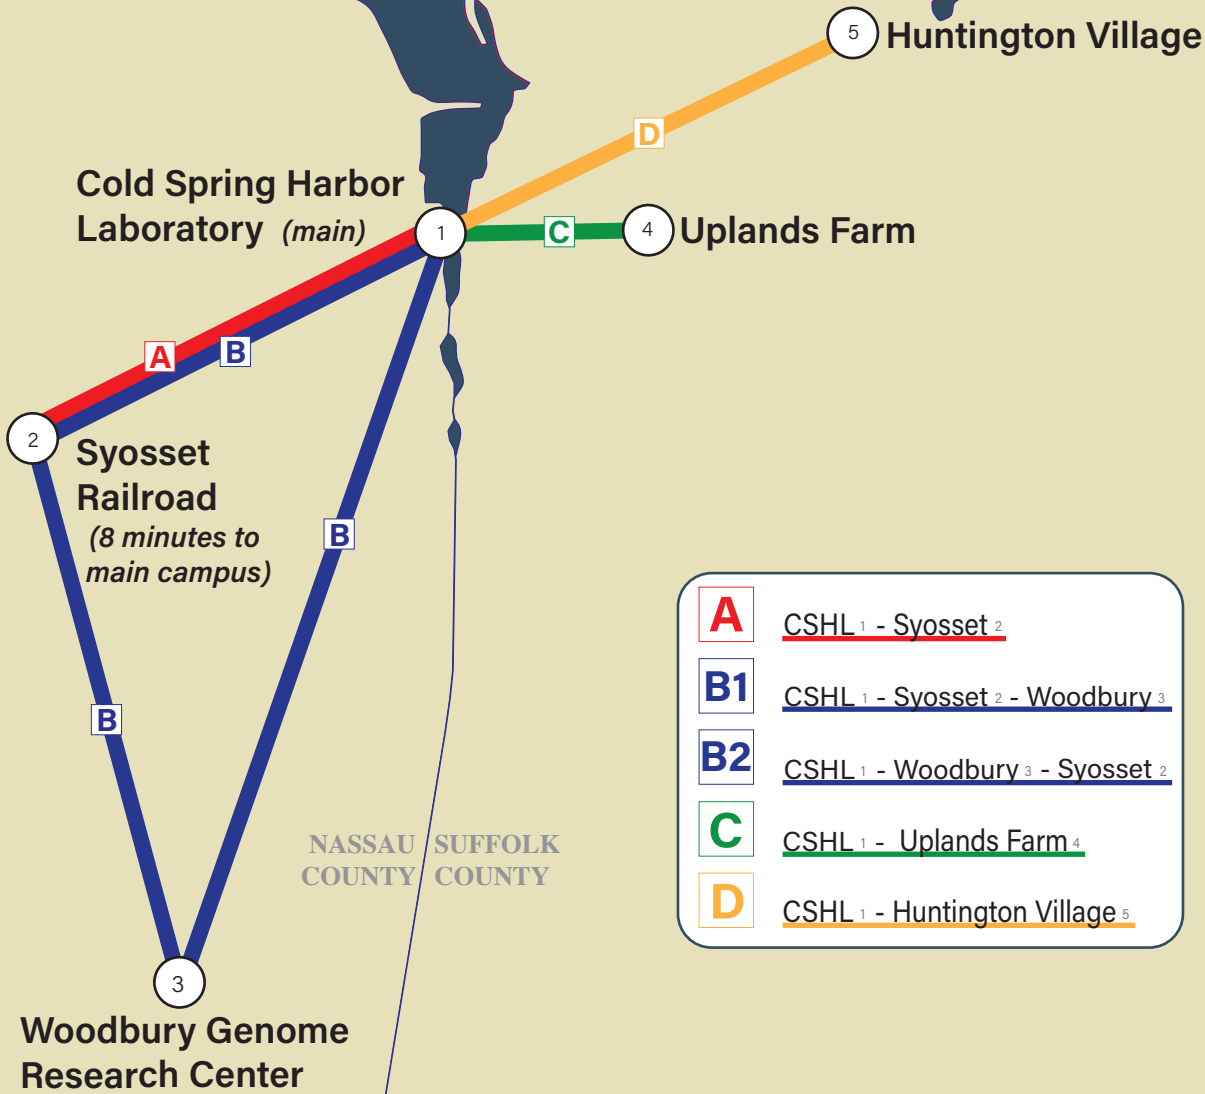 5
Huntington Village
D
Cold Spring Harbor
Laboratory (main)
1
C
4
Uplands Farm
A
B
2
Syosset
Railroad
(8 minutes to
main campus)
B
B
NASSAU
COUNTY
SUFFOLK
COUNTY
3
Woodbury Genome
Research Center
A CSHL 1 - Syosset 2
B1 CSHL 1 - Syosset 2 - Woodbury 3
B2 CSHL 1 - Woodbury 3 - Syosset 2
C CSHL 1 - Uplands Farm 4
D CSHL 1 - Huntington Village 5